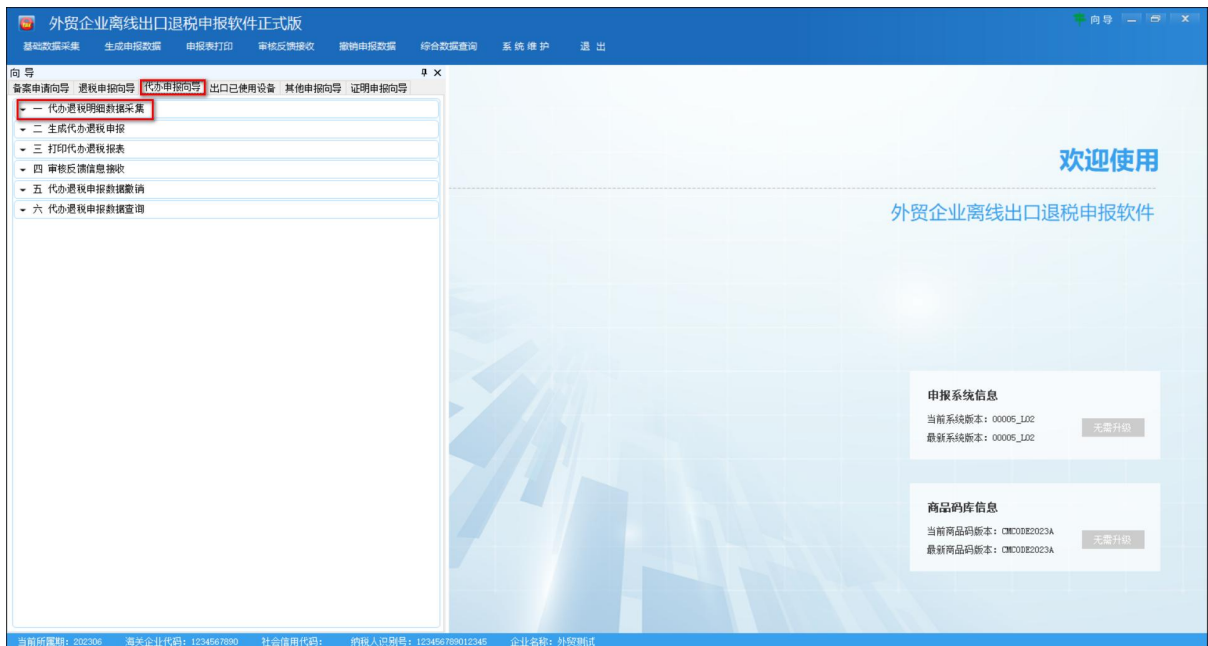 外贸企业离线出口退税申报软件正式版
向导
基础数据采集 生成申报数据 申报表打印 审核反馈接收 撤销申报数据 综合数据查询 系统维护 退出
向导
备案申请向导 退税申报向导 代办申报向导 出口已使用设备 其他申报向导 证明申报向导
一 代办退税明细数据采集
二 生成代办退税申报
三 打印代办退税报表
四 审核反馈信息接收
五 代办退税申报数据撤销
六 代办退税申报数据查询
欢迎使用
外贸企业离线出口退税申报软件
申报系统信息
当前系统版本：00005_L02
最新系统版本：00005_L02
无需升级
商品码库信息
当前商品码版本：CMCODE2023A
最新商品码版本：CMCODE2023A
无需升级
当前所属期：202306 海关企业代码：1234567890 社会信用代码： 纳税人识别号：123456789012345 企业名称：外贸测试